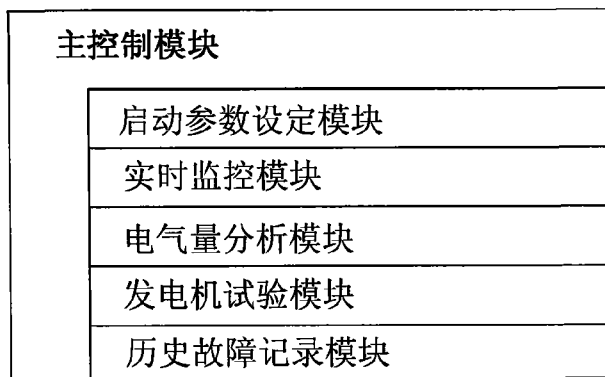 主控制模块
启动参数设定模块
实时监控模块
电气量分析模块
发电机试验模块
历史故障记录模块